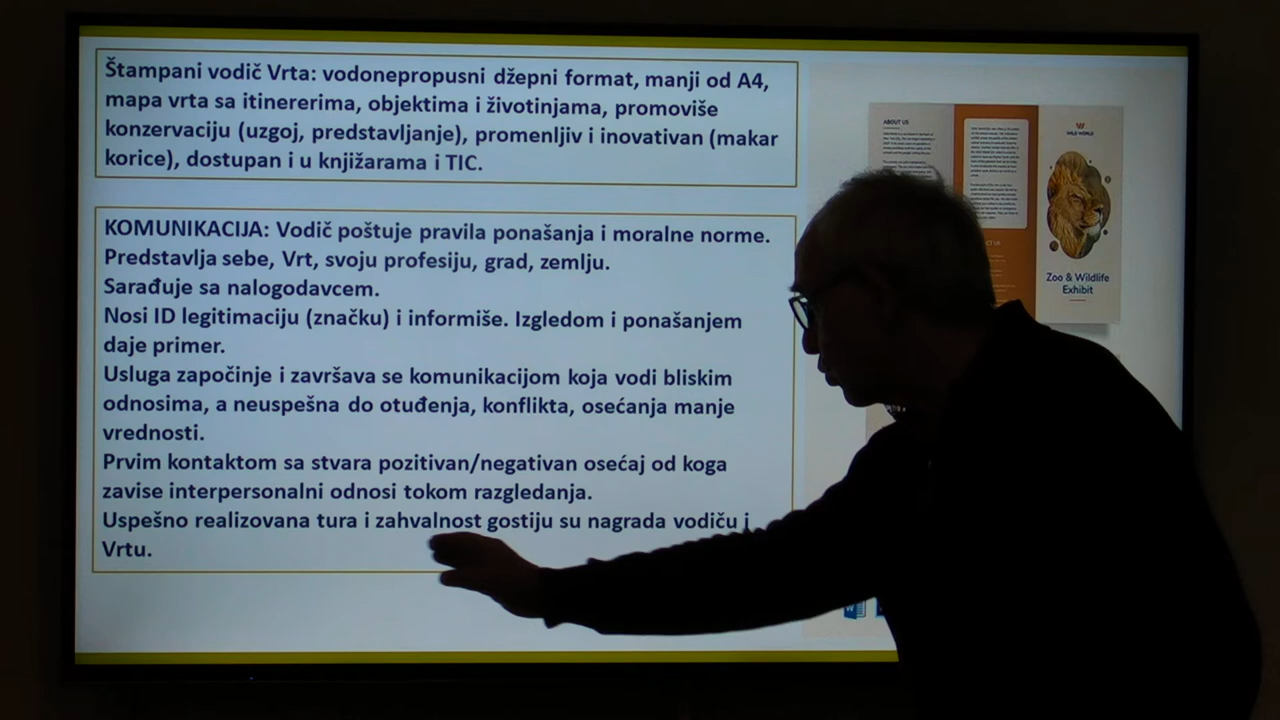 Štampani vodič Vrta: vodonepropusni džepni format, manji od A4,
mapa vrta sa itinererima, objektima i životinjama, promoviše
konzervaciju (uzgoj, predstavljanje), promenljiv i inovativan (makar
korice), dostupan i u knjižarama i TIC.
KOMUNIKACIJA: Vodič poštuje pravila ponašanja i moralne norme.
Predstavlja sebe, Vrt, svoju profesiju, grad, zemlju.
Sarađuje sa nalogodavcem.
Nosi ID legitimaciju (značku) i informiše. Izgledom i ponašanjem
daje primer.
Usluga započinje i završava se komunikacijom koja vodi bliskim
odnosima, a neuspešna do otuđenja, konflikta, osećanja manje
vrednosti.
Prvim kontaktom sa stvara pozitivan/negativan osećaj od koga
zavise interpersonalni odnosi tokom razgledanja.
Uspešno realizovana tura i zahvalnost gostiju su nagrada vodiču i
Vrtu.
ABOUT US
WILD WORLD
Zoo & Wildlife
Exhibit